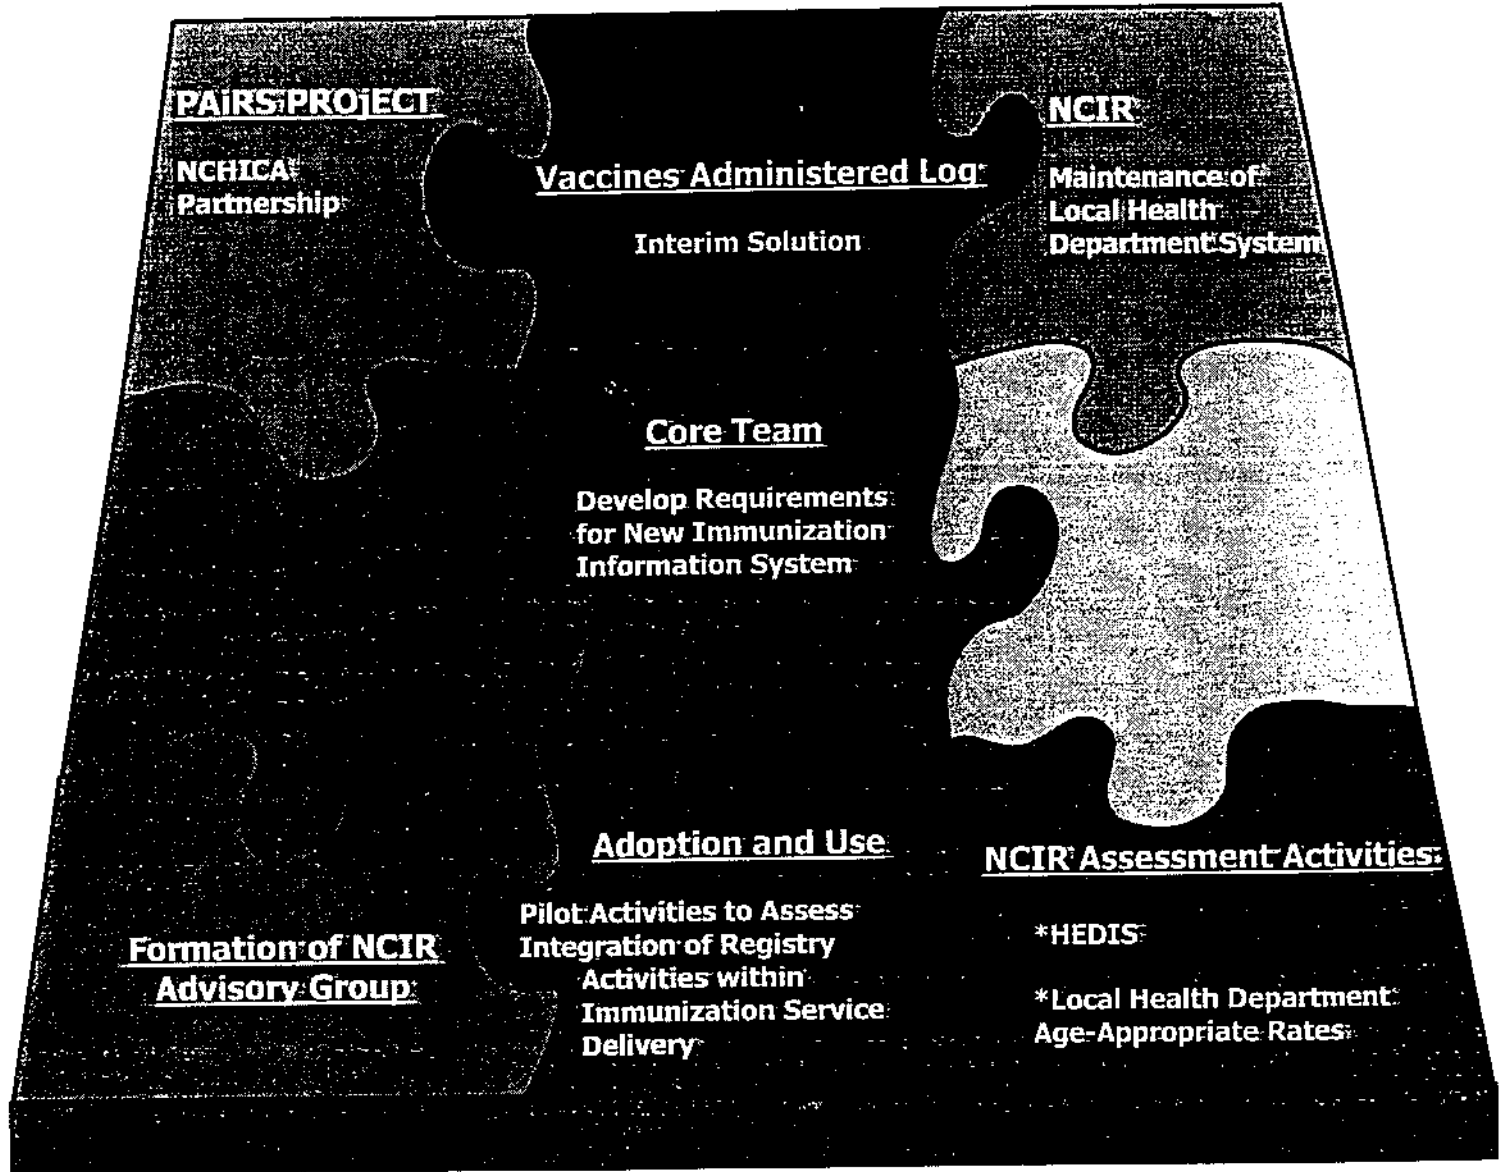 PAiRS PROjECT
NCHICA
Partnership
Vaccines Administered Log
Interim Solution
NCIR
Maintenance of
Local Health
Department System
Core Team
Develop Requirements
for New Immunization
Information System
Formation of NCIR
Advisory Group
Adoption and Use
Pilot Activities to Assess
Integration of Registry
Activities within
Immunization Service
Delivery
NCIR Assessment Activities
*HEDIS
*Local Health Department
Age-Appropriate Rates